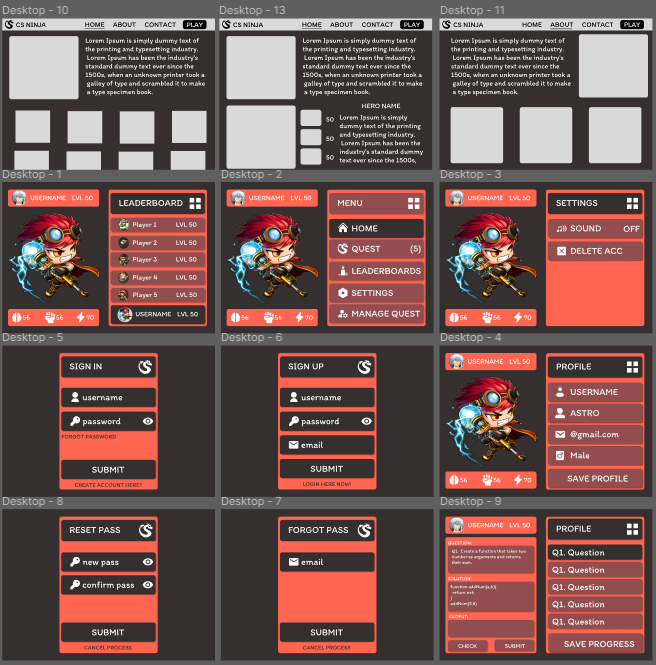 Desktop - 10
CS NINJA HOME ABOUT CONTACT PLAY
Lorem Ipsum is simply dummy text of
the printing and typesetting industry.
Lorem Ipsum has been the industry's
standard dummy text ever since the
1500s, when an unknown printer took a
galley of type and scrambled it to make
a type specimen book.
Desktop - 13
CS NINJA HOME ABOUT CONTACT PLAY
Lorem Ipsum is simply dummy text of
the printing and typesetting industry.
Lorem Ipsum has been the industry's
standard dummy text ever since the
1500s, when an unknown printer took a
galley of type and scrambled it to make
a type specimen book.
HERO NAME
50
50
50
Lorem Ipsum is simply
dummy text of the printing
and typesetting industry.
Lorem Ipsum has been the
industry's standard dummy
text ever since the 1500s,
Desktop - 11
CS NINJA HOME ABOUT CONTACT PLAY
Lorem Ipsum is simply dummy text of
the printing and typesetting industry.
Lorem Ipsum has been the industry's
standard dummy text ever since the
1500s, when an unknown printer took a
galley of type and scrambled it to make
a type specimen book.
Desktop - 1
USERNAME LVL 50
56 56 70
LEADERBOARD
Player 1 LVL 50
Player 2 LVL 50
Player 3 LVL 50
Player 4 LVL 50
Player 5 LVL 50
USERNAME LVL 50
Desktop - 2
USERNAME LVL 50
56 56 70
MENU
HOME
QUEST (5)
LEADERBOARDS
SETTINGS
MANAGE QUEST
Desktop - 3
USERNAME LVL 50
56 56 70
SETTINGS
SOUND OFF
DELETE ACC
Desktop - 5
SIGN IN
username
password
FORGOT PASSWORD
SUBMIT
CREATE ACCOUNT HERE?
Desktop - 6
SIGN UP
username
password
email
SUBMIT
LOGIN HERE NOW!
Desktop - 4
USERNAME LVL 50
56 56 70
PROFILE
USERNAME
ASTRO
@gmail.com
Male
SAVE PROFILE
Desktop - 8
RESET PASS
new pass
confirm pass
SUBMIT
CANCEL PROCESS
Desktop - 7
FORGOT PASS
email
SUBMIT
CANCEL PROCESS
Desktop - 9
USERNAME LVL 50
QUESTION:
Q1. Create a function that takes two
number as arguments and returns
their sum.
SOLUTION:
function addNum(a,b){
return a+b
}
addNum(5,6)
OUTPUT:
CHECK SUBMIT
PROFILE
Q1. Question
Q1. Question
Q1. Question
Q1. Question
Q1. Question
SAVE PROGRESS